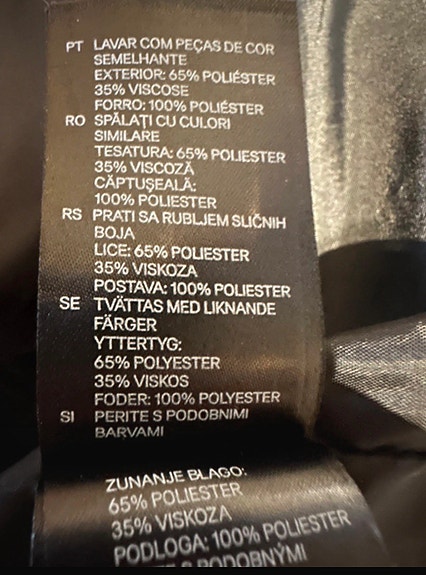 PT LAVAR COM PEÇAS DE COR
SEMELHANTE
EXTERIOR: 65% POLIÉSTER
35% VISCOSE
FORRO: 100% POLIÉSTER
RO SPĂLAȚI CU CULORI
SIMILARE
TESATURA: 65% POLIESTER
35% VISCOZĂ
CĂPTUȘEALĂ:
100% POLIESTER
RS PRATI SA RUBLJEM SLIČNIH
BOJA
LICE: 65% POLIESTER
35% VISKOZA
POSTAVA: 100% POLIESTER
SE TVÄTTAS MED LIKNANDE
FÄRGER
YTTERTYG:
65% POLYESTER
35% VISKOS
FODER: 100% POLYESTER
SI PERITE S PODOBNIMI
BARVAMI
ZUNANJE BLAGO:
65% POLIESTER
35% VISKOZA
PODLOGA: 100% POLIESTER
S PODOBNÝMI